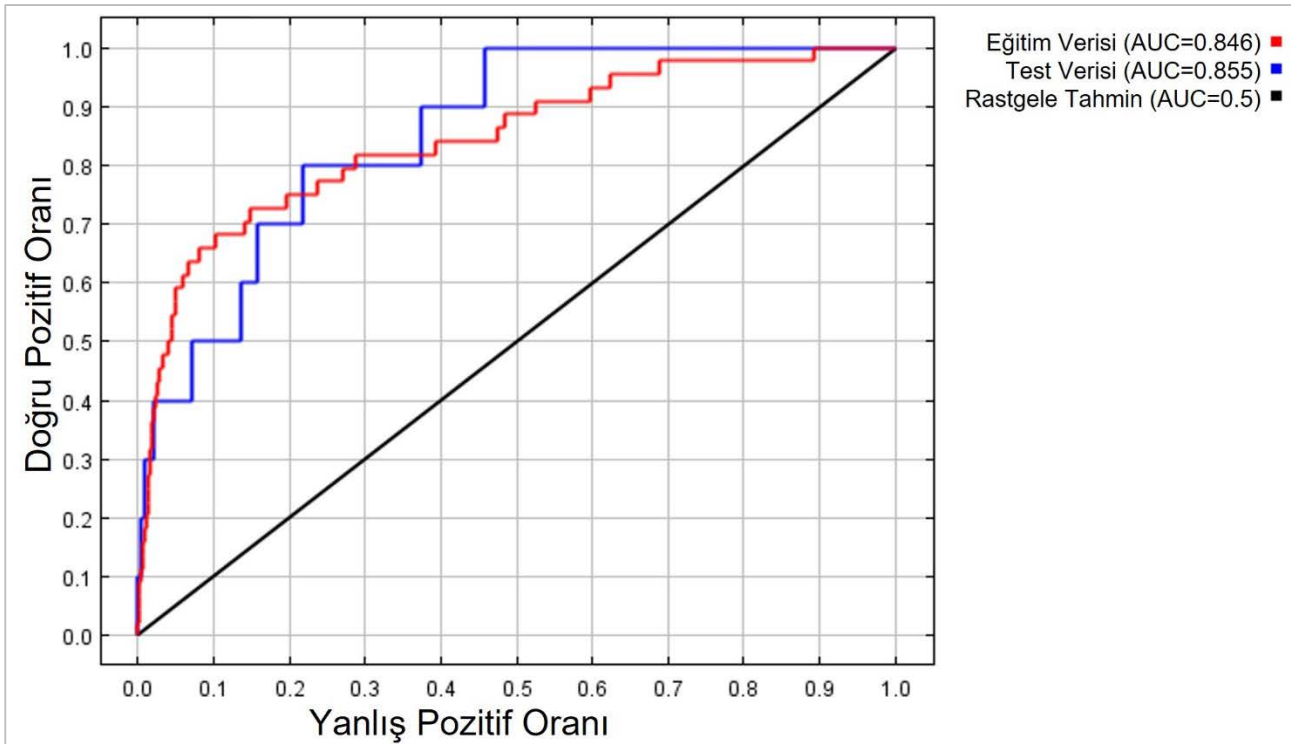 Eğitim Verisi (AUC=0.846)
Test Verisi (AUC=0.855)
Rastgele Tahmin (AUC=0.5)
Doğru Pozitif Oranı
1.0
0.9
0.8
0.7
0.6
0.5
0.4
0.3
0.2
0.1
0.0
0.0 0.1 0.2 0.3 0.4 0.5 0.6 0.7 0.8 0.9 1.0
Yanlış Pozitif Oranı